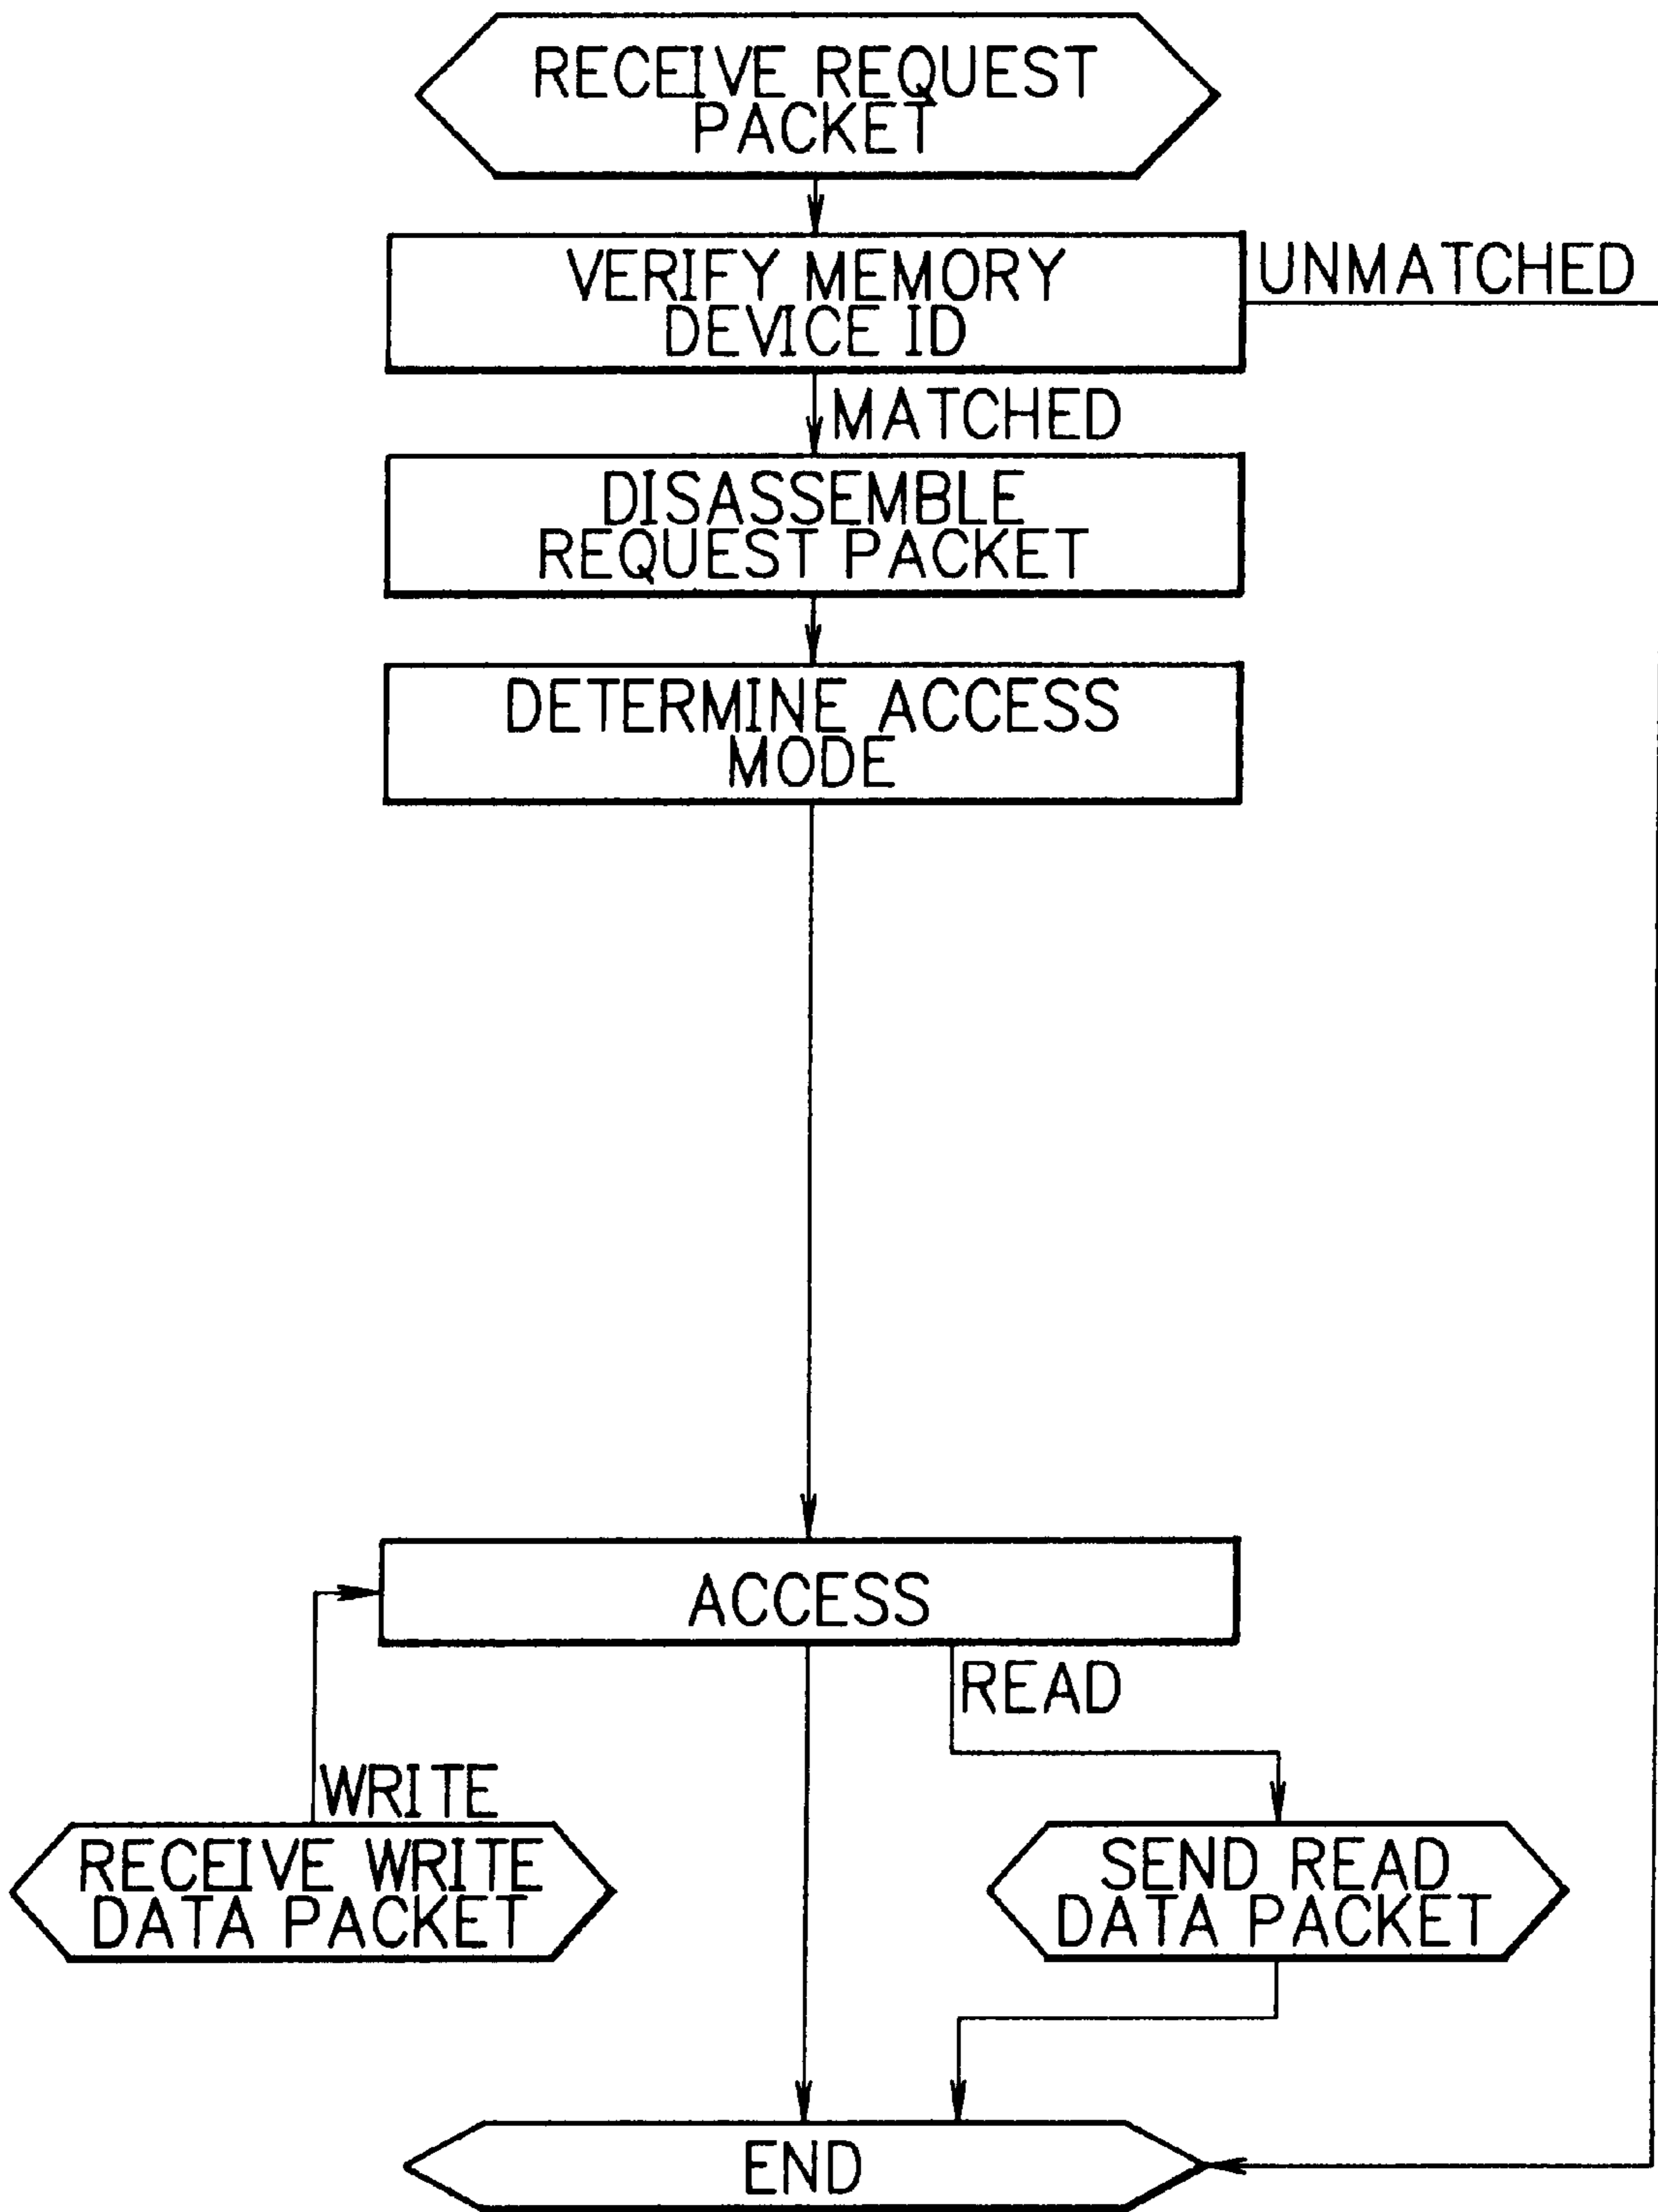 RECEIVE REQUEST
PACKET
VERIFY MEMORY
DEVICE ID
UNMATCHED
MATCHED
DISASSEMBLE
REQUEST PACKET
DETERMINE ACCESS
MODE
ACCESS
READ
WRITE
RECEIVE WRITE
DATA PACKET
SEND READ
DATA PACKET
END